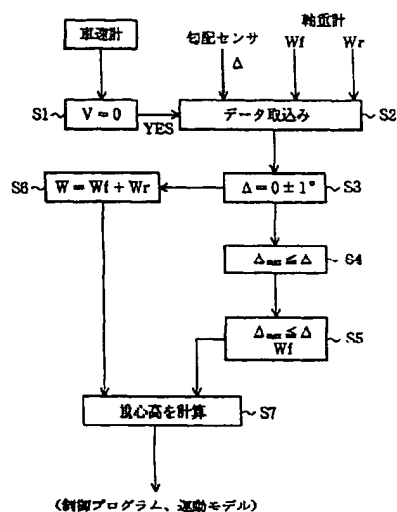 車速計
勾配センサ
Δ
軸重計
Wf
Wr
S1
V = 0
YES
データ取込み
S2
S6
W = Wf + Wr
Δ = 0 ± 1°
S3
Δmax ≦ Δ
S4
Δmax ≦ Δ
Wf
S5
重心高を計算
S7
(制御プログラム、運動モデル)